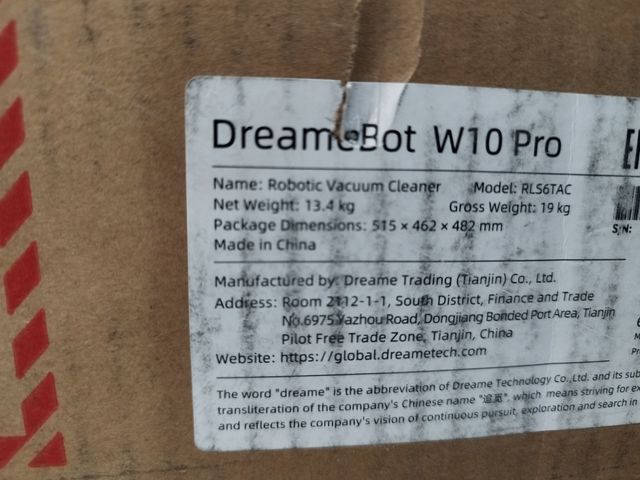 DreameBot W10 Pro
Name: Robotic Vacuum Cleaner Model: RLS6TAC
Net Weight: 13.4 kg Gross Weight: 19 kg
Package Dimensions: 515 × 462 × 482 mm
S/N:
Made in China
Manufactured by: Dreame Trading (Tianjin) Co., Ltd.
Address: Room 2112-1-1, South District, Finance and Trade
No.6975 Yazhou Road, Dongjiang Bonded Port Area, Tianjin
Pilot Free Trade Zone, Tianjin, China
Website: https://global.dreametech.com
The word "dreame" is the abbreviation of Dreame Technology Co.,Ltd. and its sub
transliteration of the company's Chinese name "追觅", which means striving for ex
and reflects the company's vision of continuous pursuit, exploration and search in